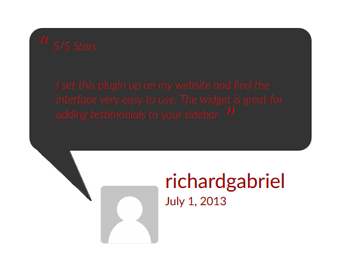 “ 5/5 Stars
I set this plugin up on my website and find the
interface very easy to use. The widget is great for
adding testimonials to your sidebar. ”
richardgabriel
July 1, 2013